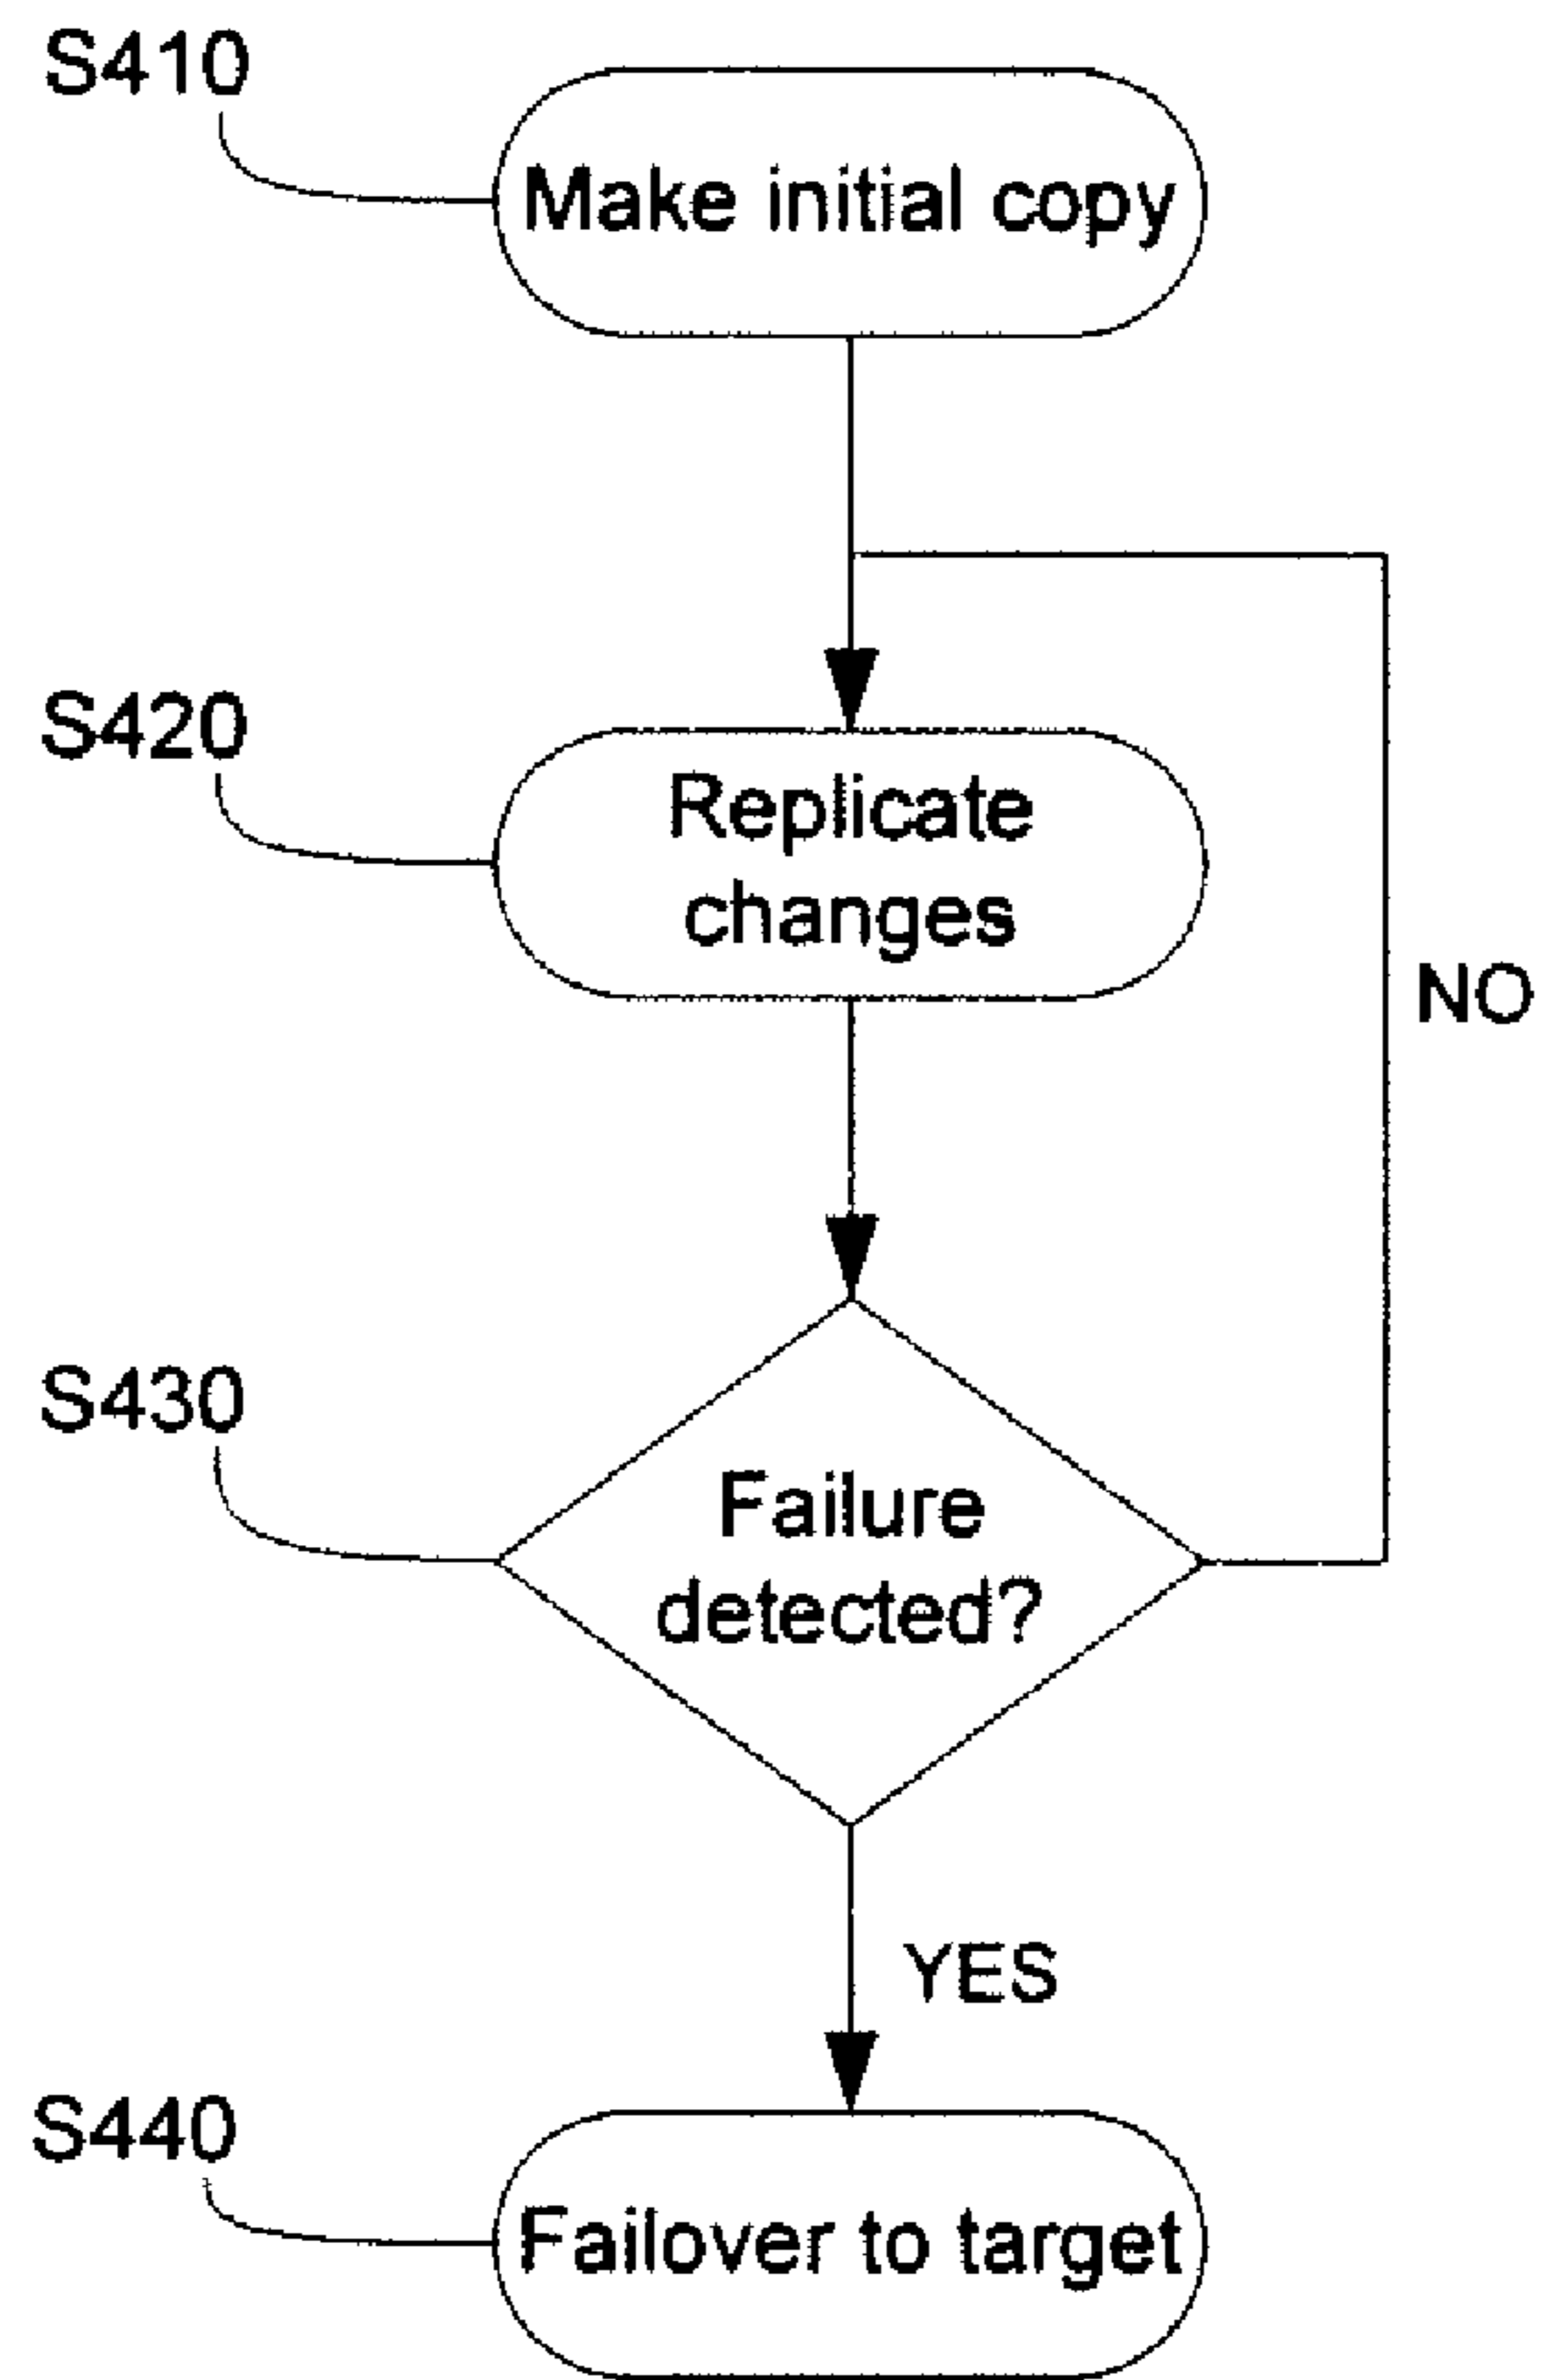 S410
Make initial copy
S420
Replicate
changes
NO
S430
Failure
detected?
YES
S440
Failover to target